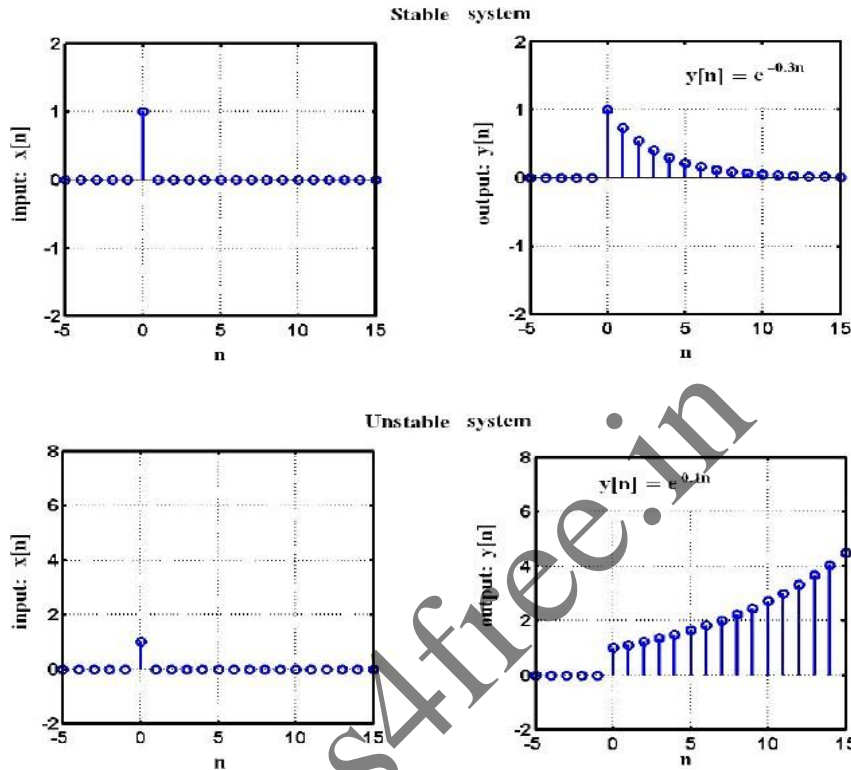 Stable system
2
1
0
-1
-2
-5 0 5 10 15
n
input: x[n]
2
1
0
-1
-2
-5 0 5 10 15
n
output: y[n]
y[n] = e^-0.3n
Unstable system
8
6
4
2
0
-2
-5 0 5 10 15
n
input: x[n]
8
6
4
2
0
-2
-5 0 5 10 15
n
output: y[n]
y[n] = e^0.1n
s4free.in